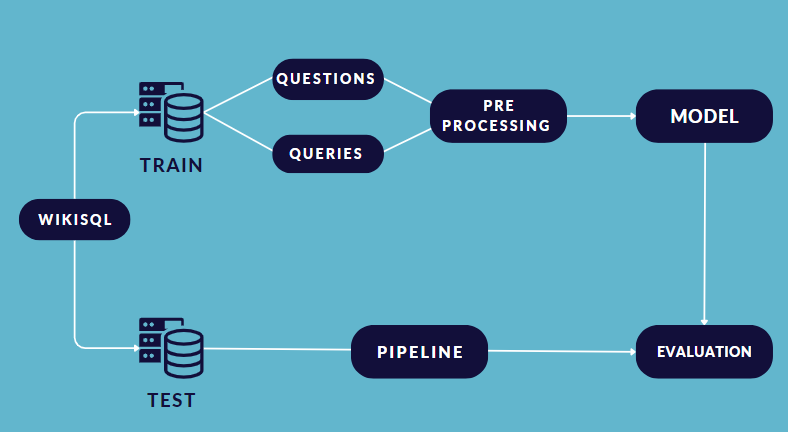 QUESTIONS
PRE
PROCESSING
MODEL
QUERIES
TRAIN
WIKISQL
PIPELINE
EVALUATION
TEST